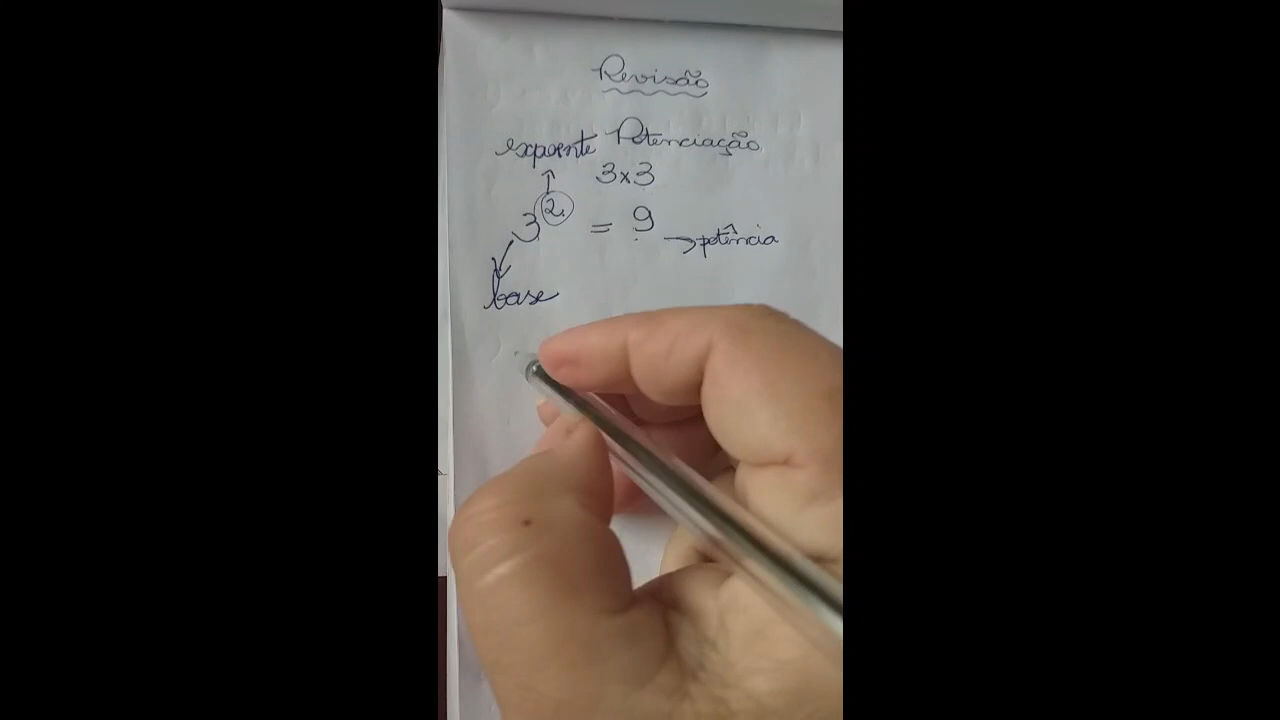 Revisão
expoente Potenciação
3x3
3² = 9 → potência
base